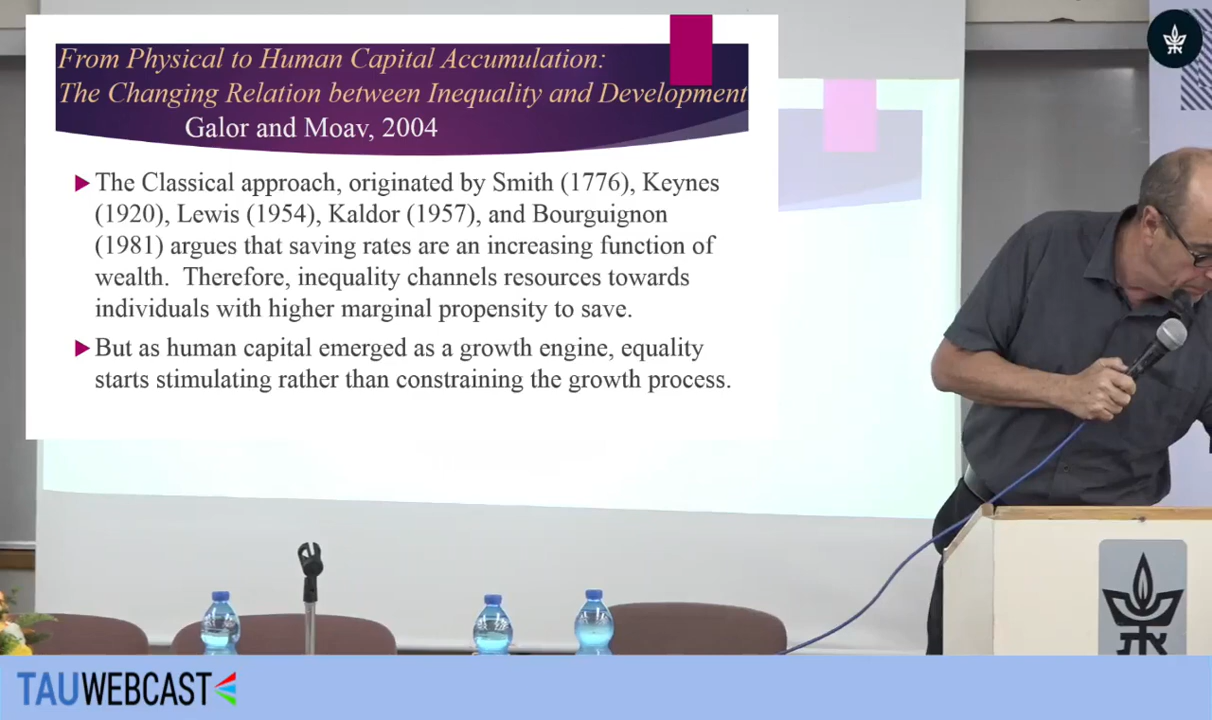 From Physical to Human Capital Accumulation:
The Changing Relation between Inequality and Development
Galor and Moav, 2004
The Classical approach, originated by Smith (1776), Keynes
(1920), Lewis (1954), Kaldor (1957), and Bourguignon
(1981) argues that saving rates are an increasing function of
wealth. Therefore, inequality channels resources towards
individuals with higher marginal propensity to save.
But as human capital emerged as a growth engine, equality
starts stimulating rather than constraining the growth process.
TAUWEBCAST